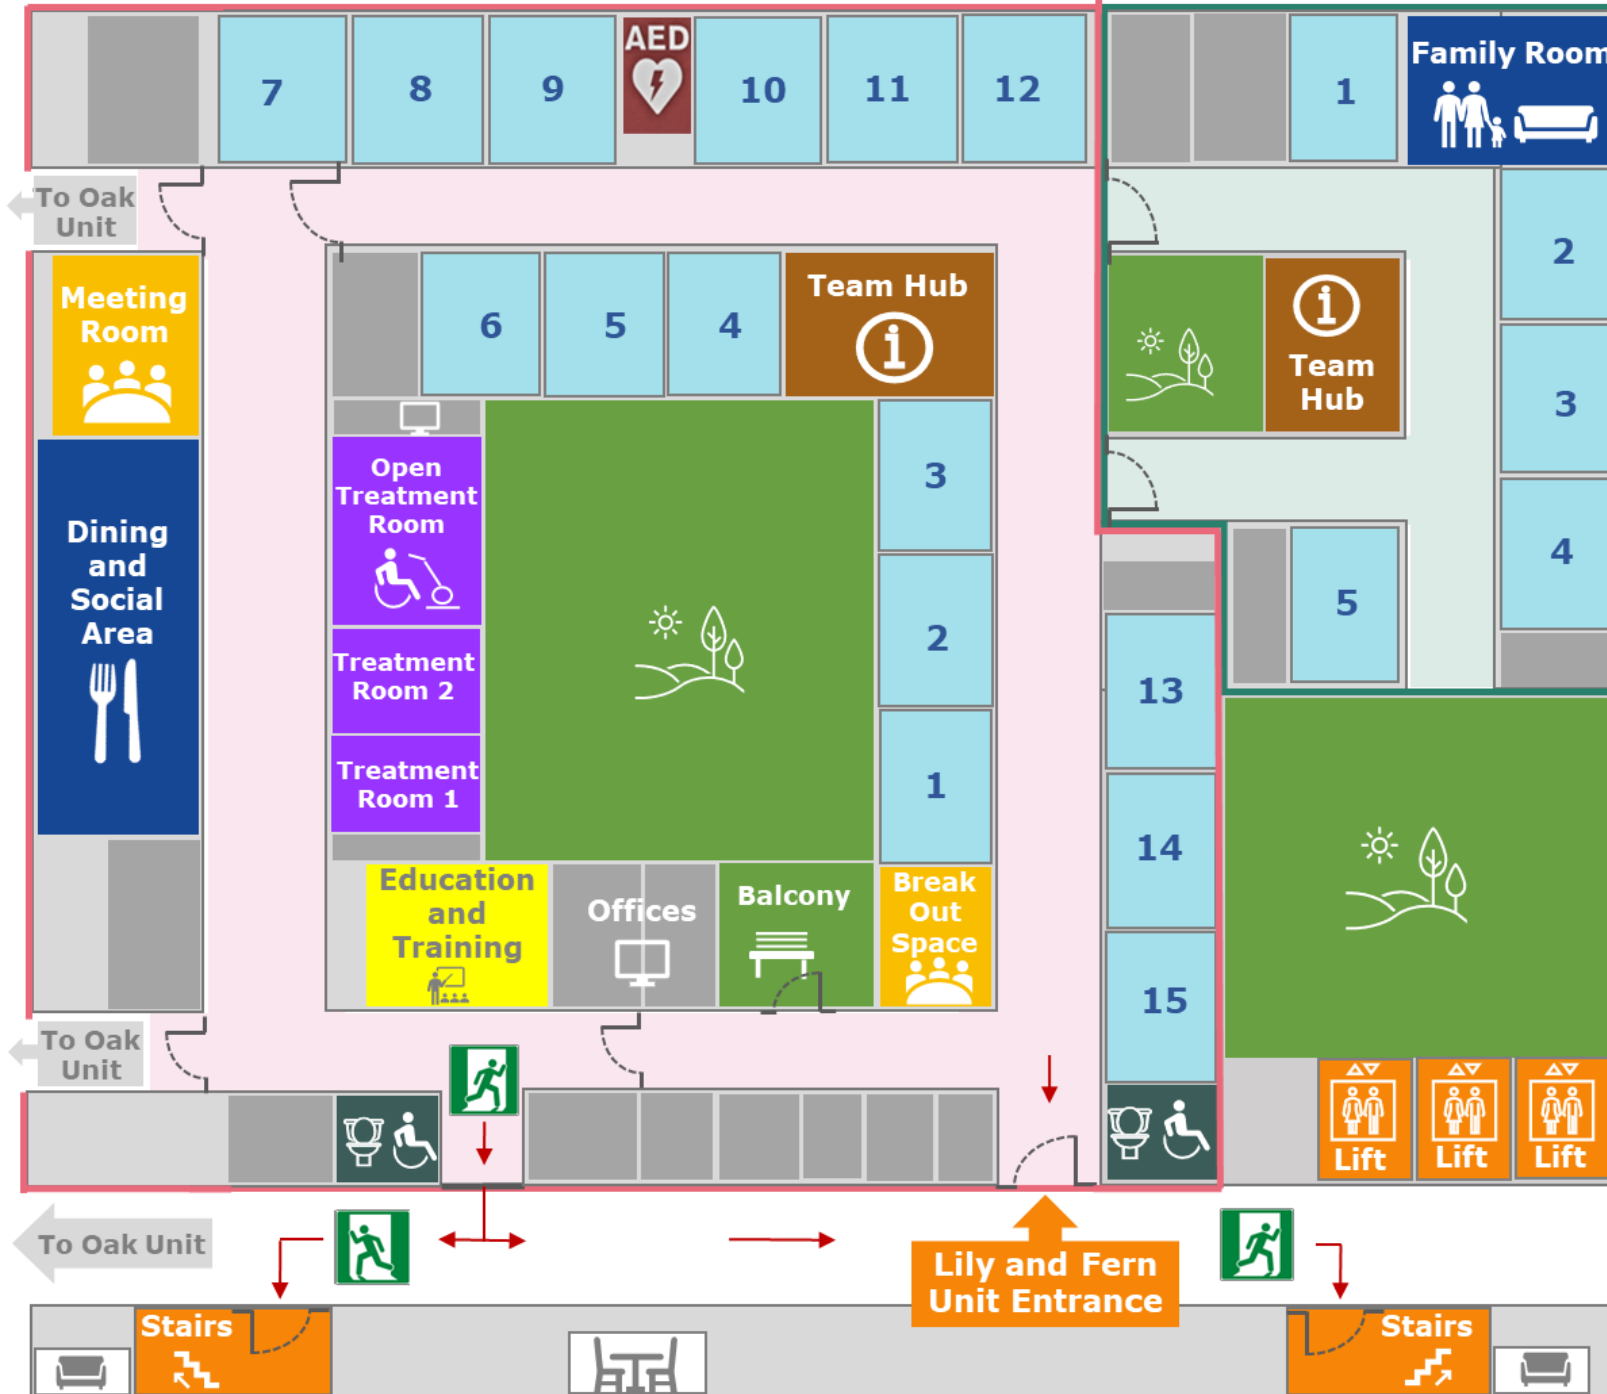 7
8
9
AED
10
11
12
1
Family Room
To Oak
Unit
2
Meeting
Room
6
5
4
Team Hub
i
i
Team
Hub
3
Open
Treatment
Room
3
Dining
and
Social
Area
4
5
Treatment
Room 2
2
13
Treatment
Room 1
1
14
Education
and
Training
Offices
Balcony
Break
Out
Space
15
To Oak
Unit
Lift
Lift
Lift
To Oak Unit
Lily and Fern
Unit Entrance
Stairs
Stairs